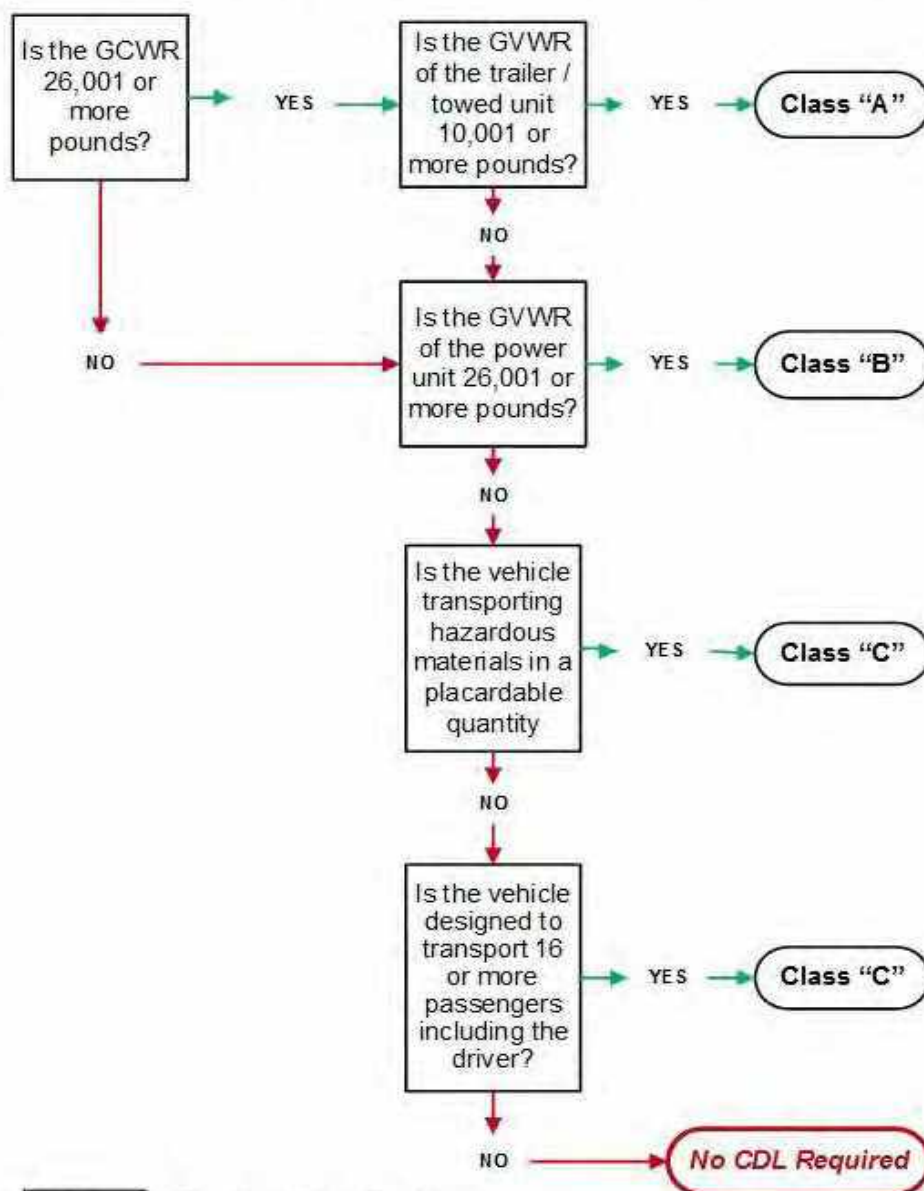 Is the GCWR
26,001 or
more
pounds?
YES
Is the GVWR
of the trailer /
towed unit
10,001 or
more pounds?
YES
Class “A”
NO
NO
Is the GVWR
of the power
unit 26,001 or
more pounds?
YES
Class “B”
NO
Is the vehicle
transporting
hazardous
materials in a
placardable
quantity
YES
Class “C”
NO
Is the vehicle
designed to
transport 16
or more
passengers
including the
driver?
YES
Class “C”
NO
No CDL Required